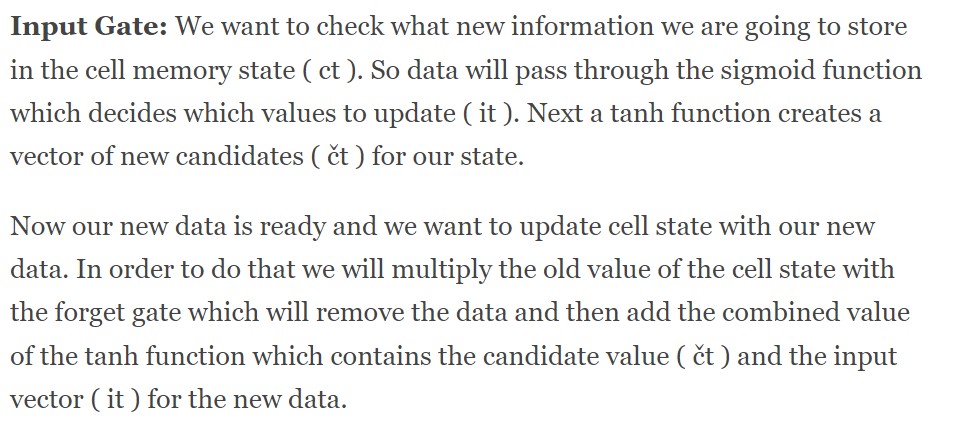 Input Gate: We want to check what new information we are going to store
in the cell memory state ( ct ). So data will pass through the sigmoid function
which decides which values to update ( it ). Next a tanh function creates a
vector of new candidates ( čt ) for our state.
Now our new data is ready and we want to update cell state with our new
data. In order to do that we will multiply the old value of the cell state with
the forget gate which will remove the data and then add the combined value
of the tanh function which contains the candidate value ( čt ) and the input
vector ( it ) for the new data.